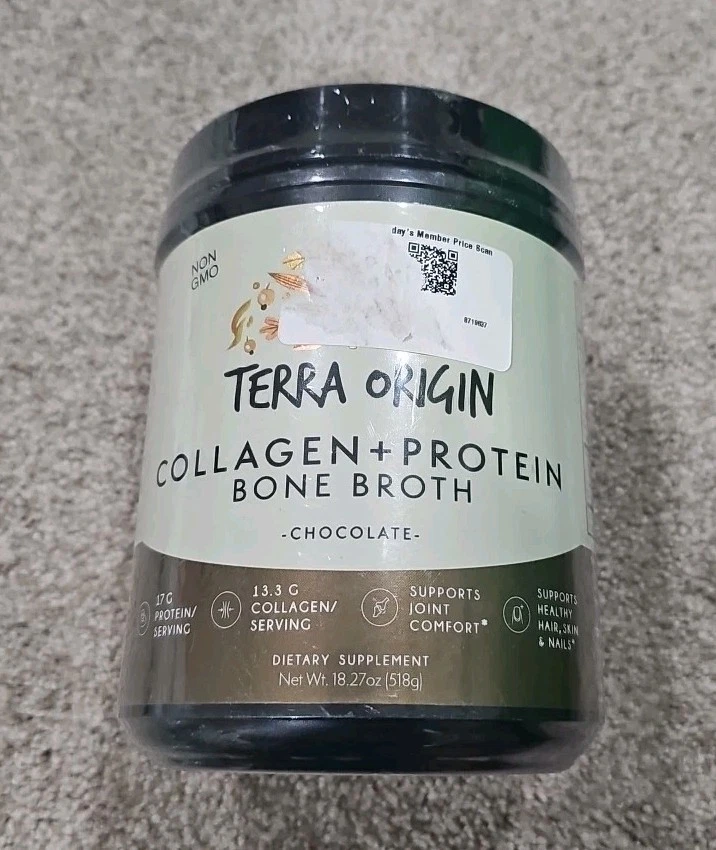 day's Member Price Scan
8719827
NON
GMO
TERRA ORIGIN
COLLAGEN+PROTEIN
BONE BROTH
-CHOCOLATE-
17G
PROTEIN/
SERVING
13.3 G
COLLAGEN/
SERVING
SUPPORTS
JOINT
COMFORT*
SUPPORTS
HEALTHY
HAIR, SKIN
& NAILS*
DIETARY SUPPLEMENT
Net Wt. 18.27oz (518g)